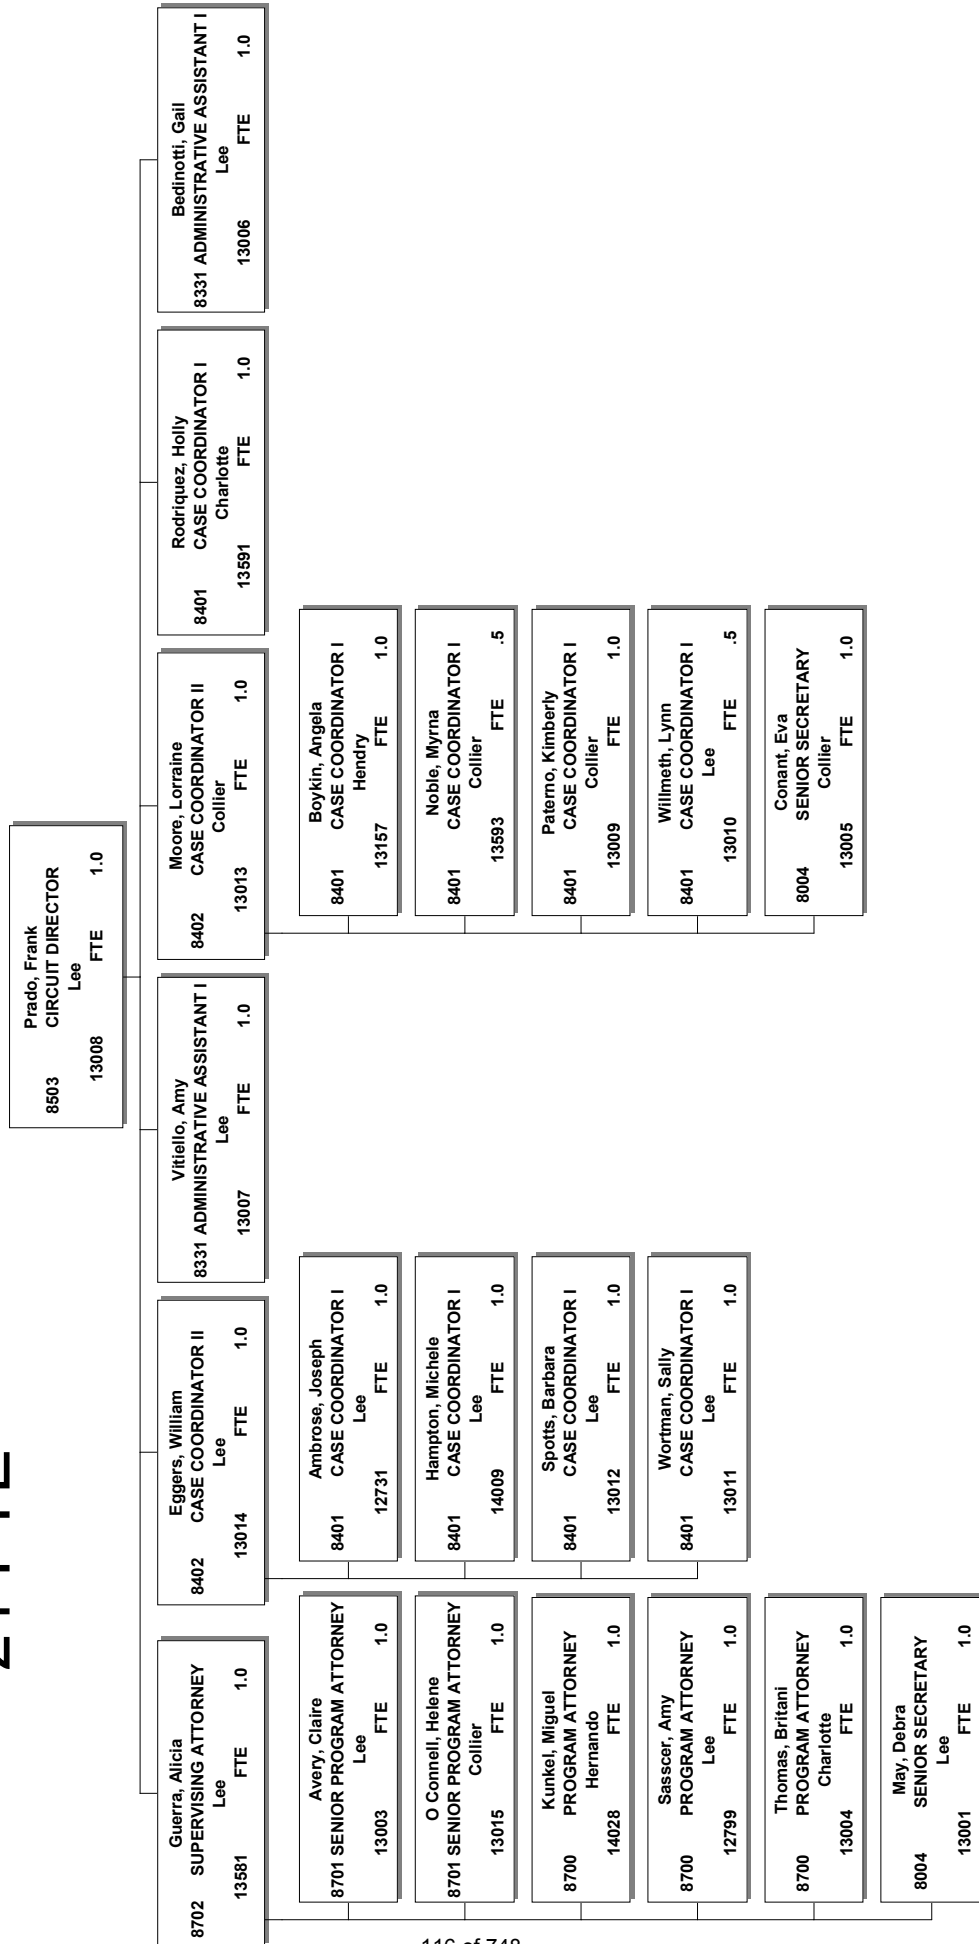 Prado, Frank
8503 CIRCUIT DIRECTOR
Lee
13008 FTE 1.0
Guerra, Alicia
8702 SUPERVISING ATTORNEY
Lee
13581 FTE 1.0
Eggers, William
8402 CASE COORDINATOR II
Lee
13014 FTE 1.0
Vitiello, Amy
8331 ADMINISTRATIVE ASSISTANT I
Lee
13007 FTE 1.0
Moore, Lorraine
8402 CASE COORDINATOR II
Collier
13013 FTE 1.0
Rodriquez, Holly
8401 CASE COORDINATOR I
Charlotte
13591 FTE 1.0
Bedinotti, Gail
8331 ADMINISTRATIVE ASSISTANT I
Lee
13006 FTE 1.0
Avery, Claire
8701 SENIOR PROGRAM ATTORNEY
Lee
13003 FTE 1.0
O Connell, Helene
8701 SENIOR PROGRAM ATTORNEY
Collier
13015 FTE 1.0
Kunkel, Miguel
8700 PROGRAM ATTORNEY
Hernando
14028 FTE 1.0
Sasscer, Amy
8700 PROGRAM ATTORNEY
Lee
12799 FTE 1.0
Thomas, Britani
8700 PROGRAM ATTORNEY
Charlotte
13004 FTE 1.0
May, Debra
8004 SENIOR SECRETARY
Lee
13001 FTE 1.0
Ambrose, Joseph
8401 CASE COORDINATOR I
Lee
12731 FTE 1.0
Hampton, Michele
8401 CASE COORDINATOR I
Lee
14009 FTE 1.0
Spotts, Barbara
8401 CASE COORDINATOR I
Lee
13012 FTE 1.0
Wortman, Sally
8401 CASE COORDINATOR I
Lee
13011 FTE 1.0
Boykin, Angela
8401 CASE COORDINATOR I
Hendry
13157 FTE 1.0
Noble, Myrna
8401 CASE COORDINATOR I
Collier
13593 FTE .5
Paterno, Kimberly
8401 CASE COORDINATOR I
Collier
13009 FTE 1.0
Willmeth, Lynn
8401 CASE COORDINATOR I
Lee
13010 FTE .5
Conant, Eva
8004 SENIOR SECRETARY
Collier
13005 FTE 1.0
116 of 748